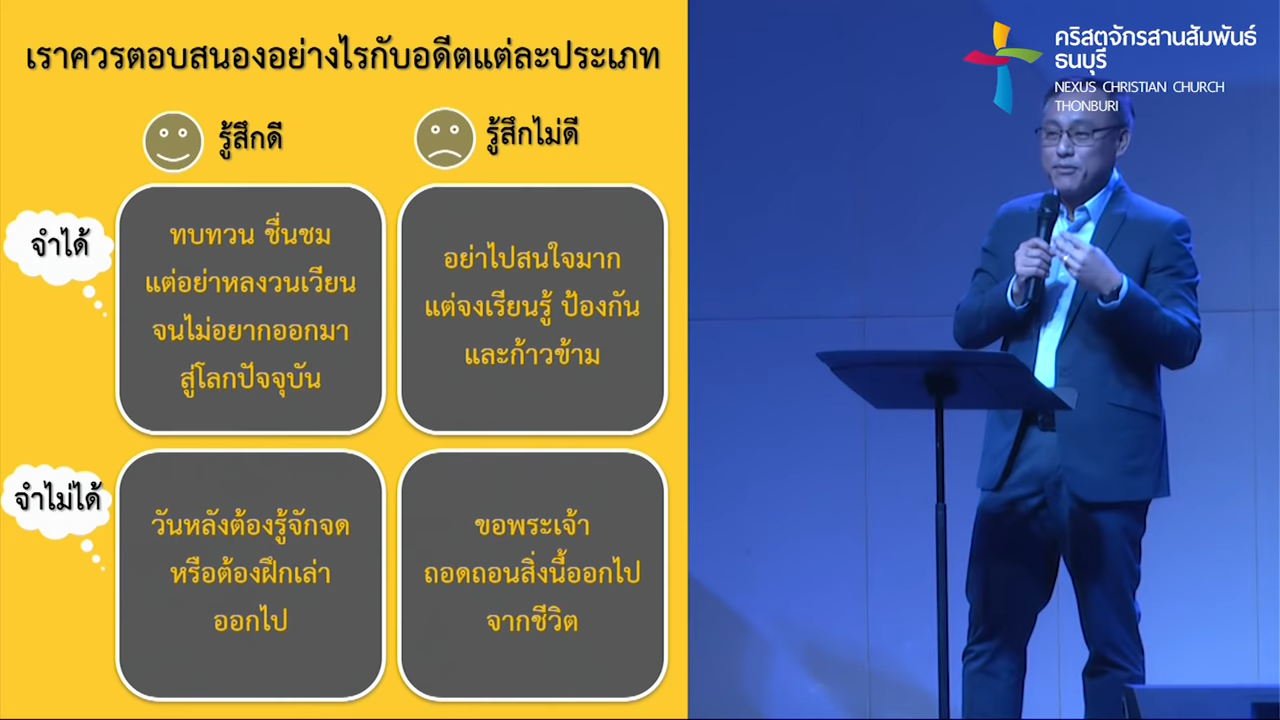 เราควรตอบสนองอย่างไรกับอดีตแต่ละประเภท
รู้สึกดี
รู้สึกไม่ดี
จำได้
ทบทวน ชื่นชม
แต่อย่าหลงวนเวียน
จนไม่อยากออกมา
สู่โลกปัจจุบัน
อย่าไปสนใจมาก
แต่จงเรียนรู้ ป้องกัน
และก้าวข้าม
จำไม่ได้
วันหลังต้องรู้จักจด
หรือต้องฝึกเล่า
ออกไป
ขอพระเจ้า
ถอดถอนสิ่งนี้ออกไป
จากชีวิต
คริสตจักรสานสัมพันธ์
ธนบุรี
NEXUS CHRISTIAN CHURCH
THONBURI